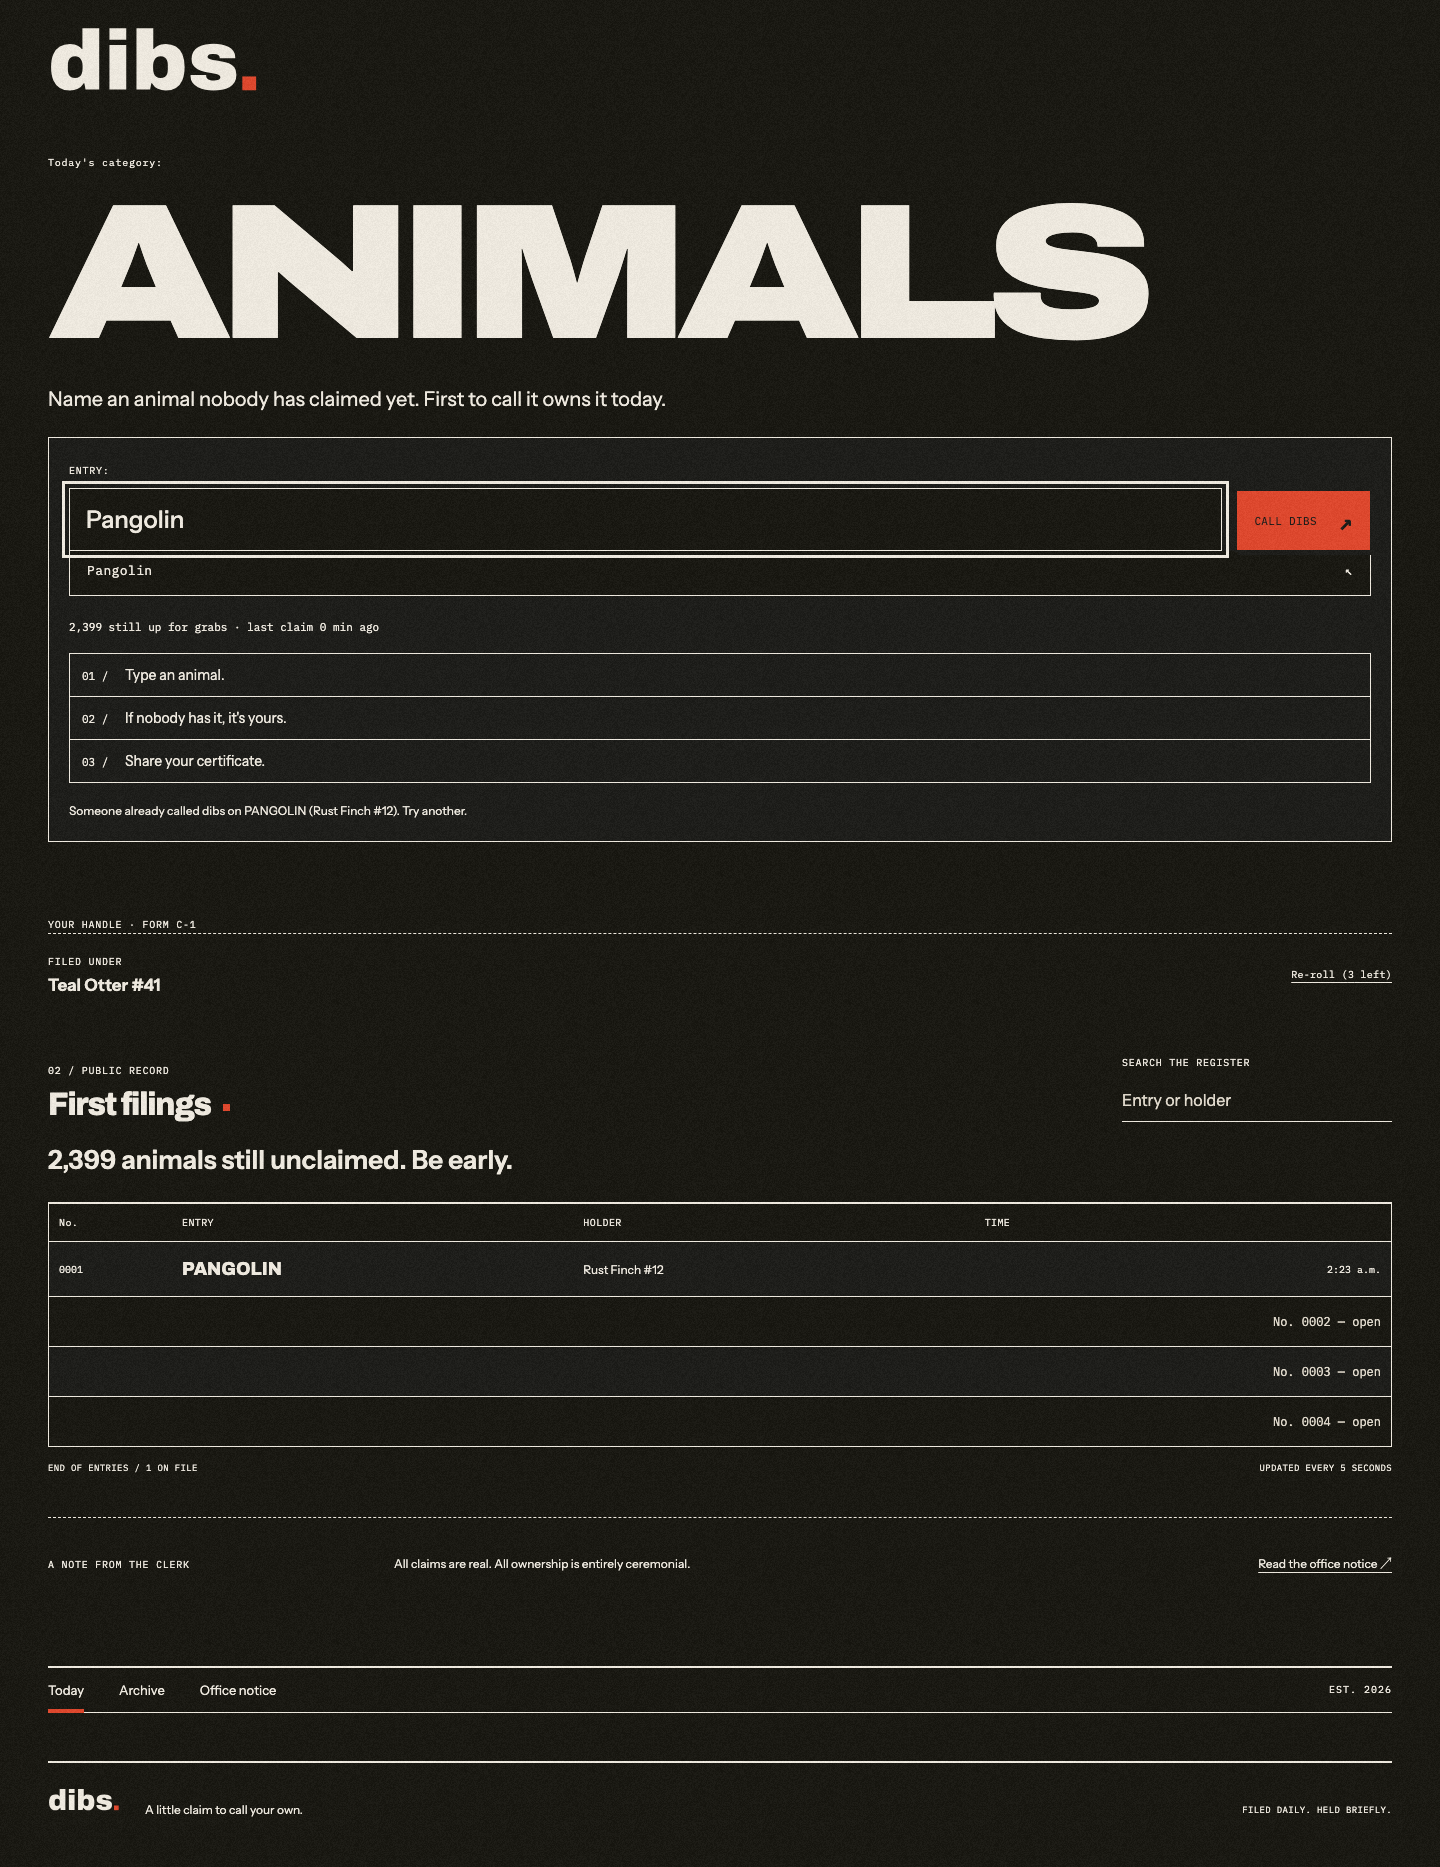 dibs.
Today's category:
ANIMALS
Name an animal nobody has claimed yet. First to call it owns it today.
ENTRY:
Pangolin
CALL DIBS ↗
Pangolin ↖
2,399 still up for grabs · last claim 0 min ago
01 / Type an animal.
02 / If nobody has it, it's yours.
03 / Share your certificate.
Someone already called dibs on PANGOLIN (Rust Finch #12). Try another.
YOUR HANDLE · FORM C-1
FILED UNDER
Teal Otter #41
Re-roll (3 left)
02 / PUBLIC RECORD
First filings
SEARCH THE REGISTER
Entry or holder
2,399 animals still unclaimed. Be early.
No. ENTRY HOLDER TIME
0001 PANGOLIN Rust Finch #12 2:23 a.m.
No. 0002 — open
No. 0003 — open
No. 0004 — open
END OF ENTRIES / 1 ON FILE UPDATED EVERY 5 SECONDS
A NOTE FROM THE CLERK All claims are real. All ownership is entirely ceremonial. Read the office notice ↗
Today Archive Office notice EST. 2026
dibs. A little claim to call your own. FILED DAILY. HELD BRIEFLY.